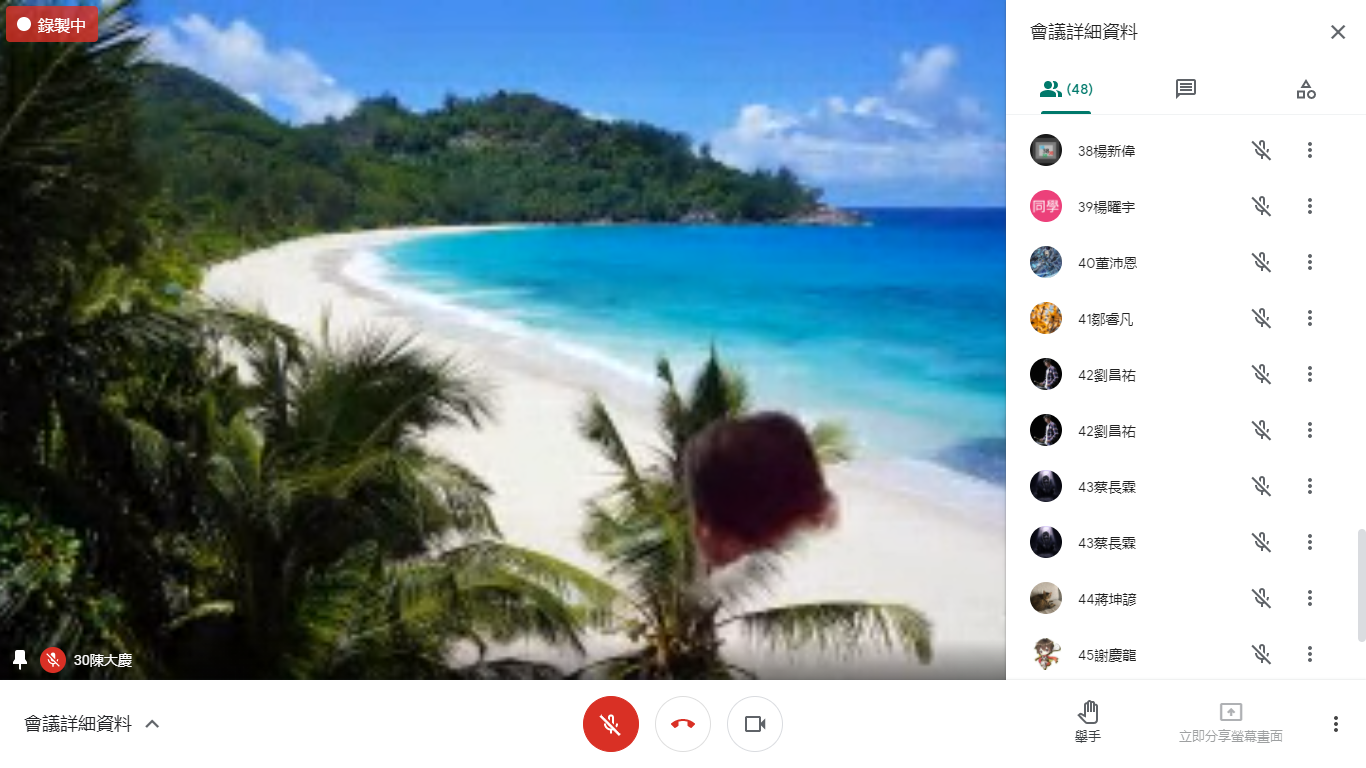 錄製中
會議詳細資料
(48)
38楊新偉
同學
39楊曜宇
40董沛恩
41鄒睿凡
42劉昌祐
42劉昌祐
43蔡長霖
43蔡長霖
44蔣坤諺
45謝慶龍
30陳大慶
會議詳細資料
舉手
立即分享螢幕畫面